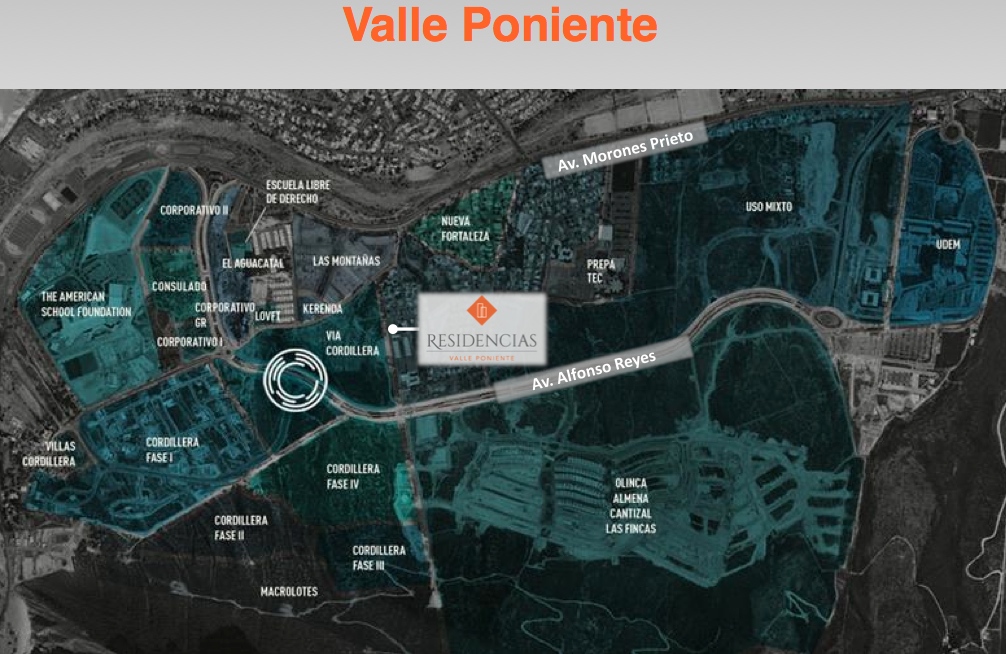 Valle Poniente
Av. Morones Prieto
ESCUELA LIBRE
DE DERECHO
CORPORATIVO II
USO MIXTO
NUEVA
FORTALEZA
UDEM
EL AGUACATAL
LAS MONTAÑAS
PREPA
TEC
CONSULADO
THE AMERICAN
SCHOOL FOUNDATION
CORPORATIVO
GR
LOVFT
KERENDA
CORPORATIVO I
VIA
CORDILLERA
RESIDENCIAS
VALLE PONIENTE
Av. Alfonso Reyes
VILLAS
CORDILLERA
CORDILLERA
FASE I
CORDILLERA
FASE IV
OLINCA
ALMENA
CANTIZAL
LAS FINCAS
CORDILLERA
FASE II
CORDILLERA
FASE III
MACROLOTES